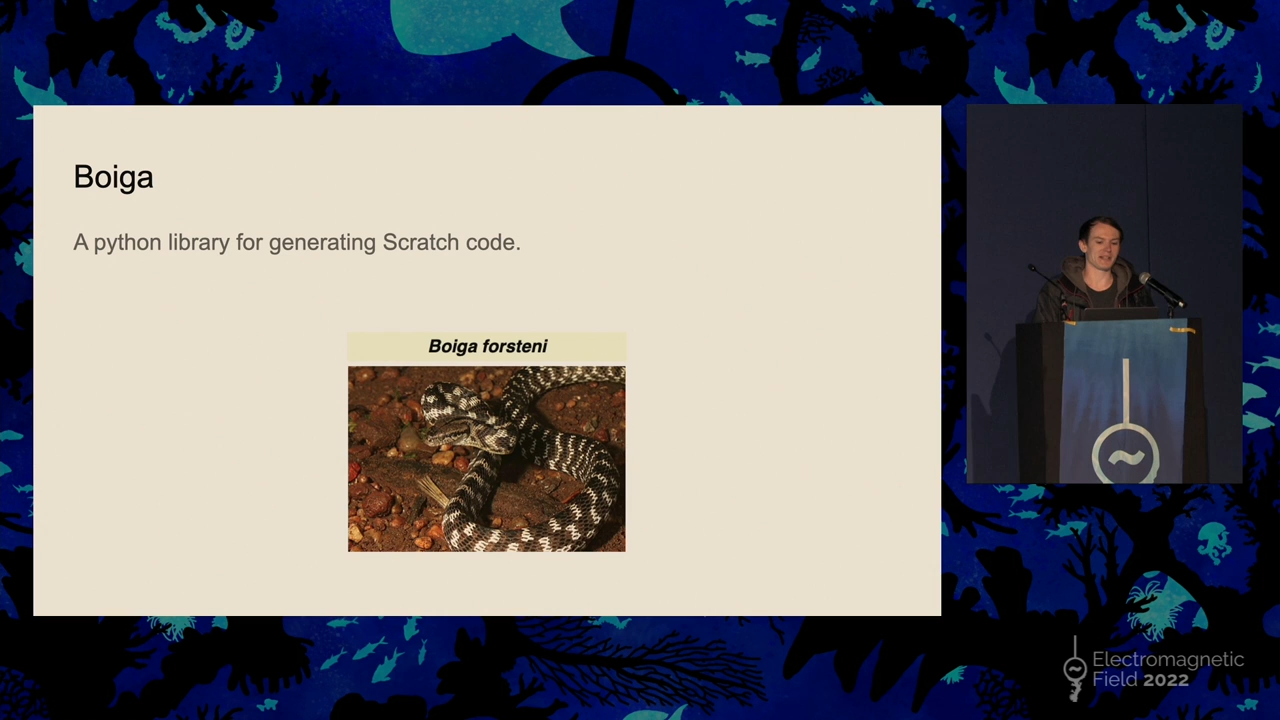 Boiga
A python library for generating Scratch code.
Boiga forsteni
Electromagnetic
Field 2022